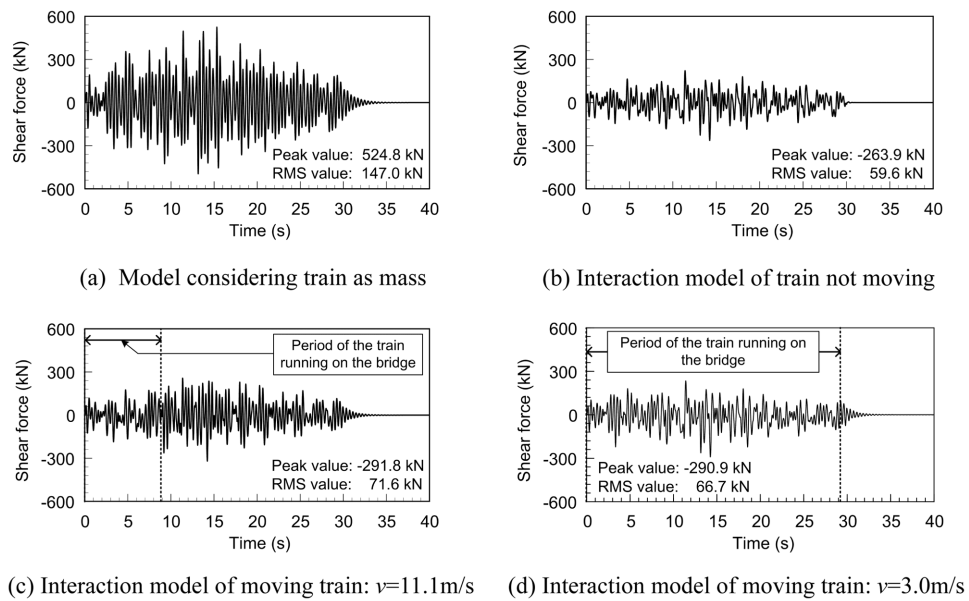 600
300
0
-300
-600
Shear force (kN)
Peak value: 524.8 kN
RMS value: 147.0 kN
0 5 10 15 20 25 30 35 40
Time (s)
(a) Model considering train as mass
600
300
0
-300
-600
Shear force (kN)
Peak value: -263.9 kN
RMS value: 59.6 kN
0 5 10 15 20 25 30 35 40
Time (s)
(b) Interaction model of train not moving
600
300
0
-300
-600
Shear force (kN)
Period of the train
running on the bridge
Peak value: -291.8 kN
RMS value: 71.6 kN
0 5 10 15 20 25 30 35 40
Time (s)
(c) Interaction model of moving train: v=11.1m/s
600
300
0
-300
-600
Shear force (kN)
Period of the train running on
the bridge
Peak value: -290.9 kN
RMS value: 66.7 kN
0 5 10 15 20 25 30 35 40
Time (s)
(d) Interaction model of moving train: v=3.0m/s